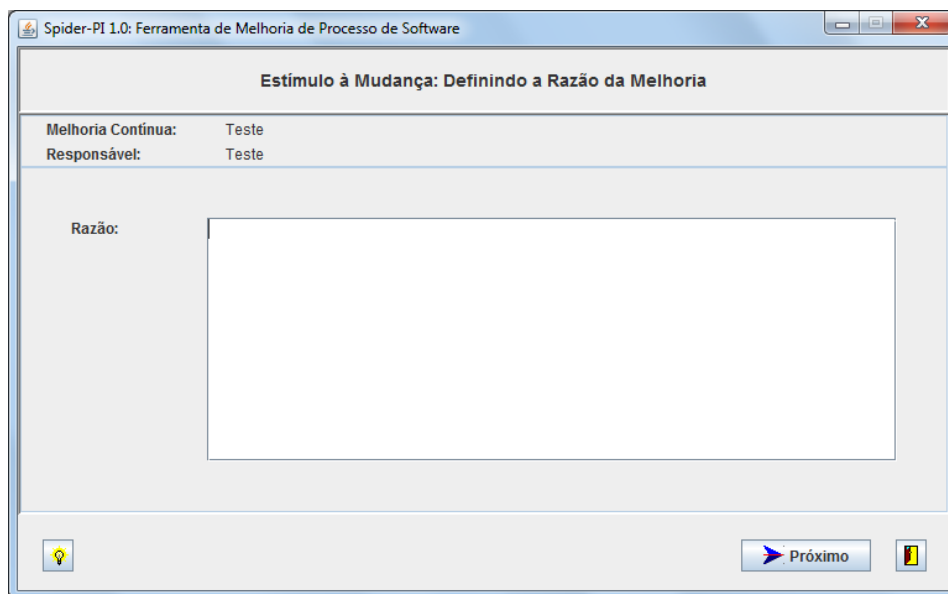 Spider-PI 1.0: Ferramenta de Melhoria de Processo de Software
Estímulo à Mudança: Definindo a Razão da Melhoria
Melhoria Contínua: Teste
Responsável: Teste
Razão:
Próximo